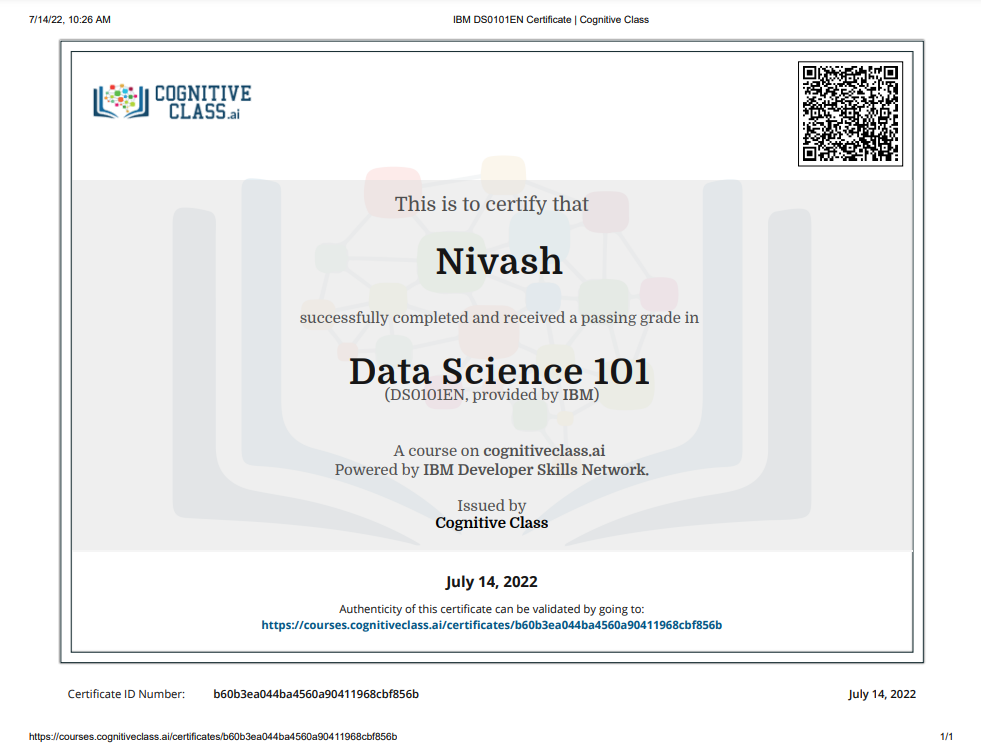 7/14/22, 10:26 AM
IBM DS0101EN Certificate | Cognitive Class
COGNITIVE
CLASS.ai
This is to certify that
Nivash
successfully completed and received a passing grade in
Data Science 101
(DS0101EN, provided by IBM)
A course on cognitiveclass.ai
Powered by IBM Developer Skills Network.
Issued by
Cognitive Class
July 14, 2022
Authenticity of this certificate can be validated by going to:
https://courses.cognitiveclass.ai/certificates/b60b3ea044ba4560a90411968cbf856b
Certificate ID Number: b60b3ea044ba4560a90411968cbf856b
July 14, 2022
https://courses.cognitiveclass.ai/certificates/b60b3ea044ba4560a90411968cbf856b
1/1